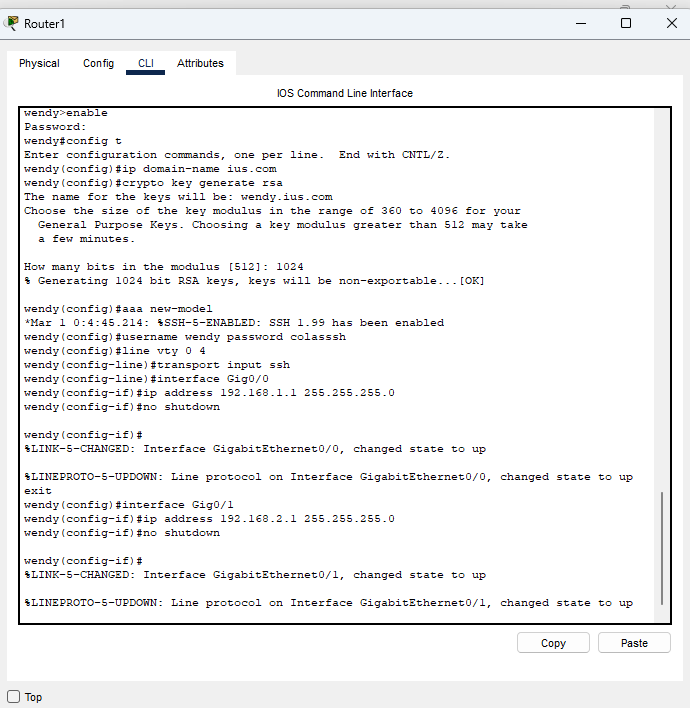 Router1
Physical Config CLI Attributes
IOS Command Line Interface
wendy>enable
Password:
wendy#config t
Enter configuration commands, one per line.  End with CNTL/Z.
wendy(config)#ip domain-name ius.com
wendy(config)#crypto key generate rsa
The name for the keys will be: wendy.ius.com
Choose the size of the key modulus in the range of 360 to 4096 for your
  General Purpose Keys. Choosing a key modulus greater than 512 may take
  a few minutes.
How many bits in the modulus [512]: 1024
% Generating 1024 bit RSA keys, keys will be non-exportable...[OK]
wendy(config)#aaa new-model
*Mar 1 0:4:45.214: %SSH-5-ENABLED: SSH 1.99 has been enabled
wendy(config)#username wendy password colasssh
wendy(config)#line vty 0 4
wendy(config-line)#transport input ssh
wendy(config-line)#interface Gig0/0
wendy(config-if)#ip address 192.168.1.1 255.255.255.0
wendy(config-if)#no shutdown
wendy(config-if)#
%LINK-5-CHANGED: Interface GigabitEthernet0/0, changed state to up
%LINEPROTO-5-UPDOWN: Line protocol on Interface GigabitEthernet0/0, changed state to up
exit
wendy(config)#interface Gig0/1
wendy(config-if)#ip address 192.168.2.1 255.255.255.0
wendy(config-if)#no shutdown
wendy(config-if)#
%LINK-5-CHANGED: Interface GigabitEthernet0/1, changed state to up
%LINEPROTO-5-UPDOWN: Line protocol on Interface GigabitEthernet0/1, changed state to up
Copy Paste
Top